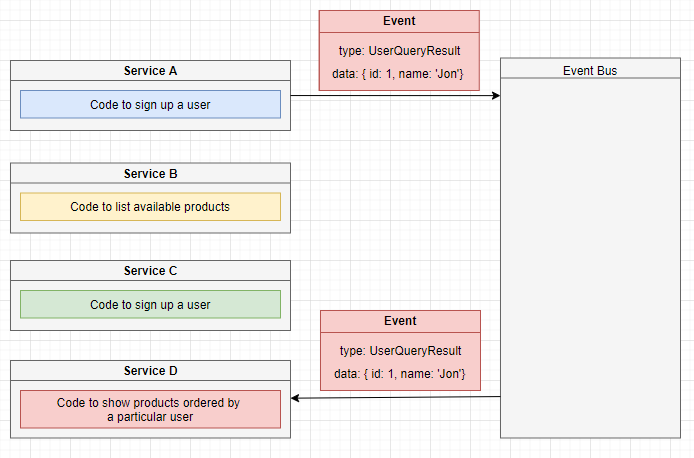 Event
type: UserQueryResult
data: { id: 1, name: 'Jon'}
Service A
Code to sign up a user
Event Bus
Service B
Code to list available products
Service C
Code to sign up a user
Event
type: UserQueryResult
data: { id: 1, name: 'Jon'}
Service D
Code to show products ordered by
a particular user